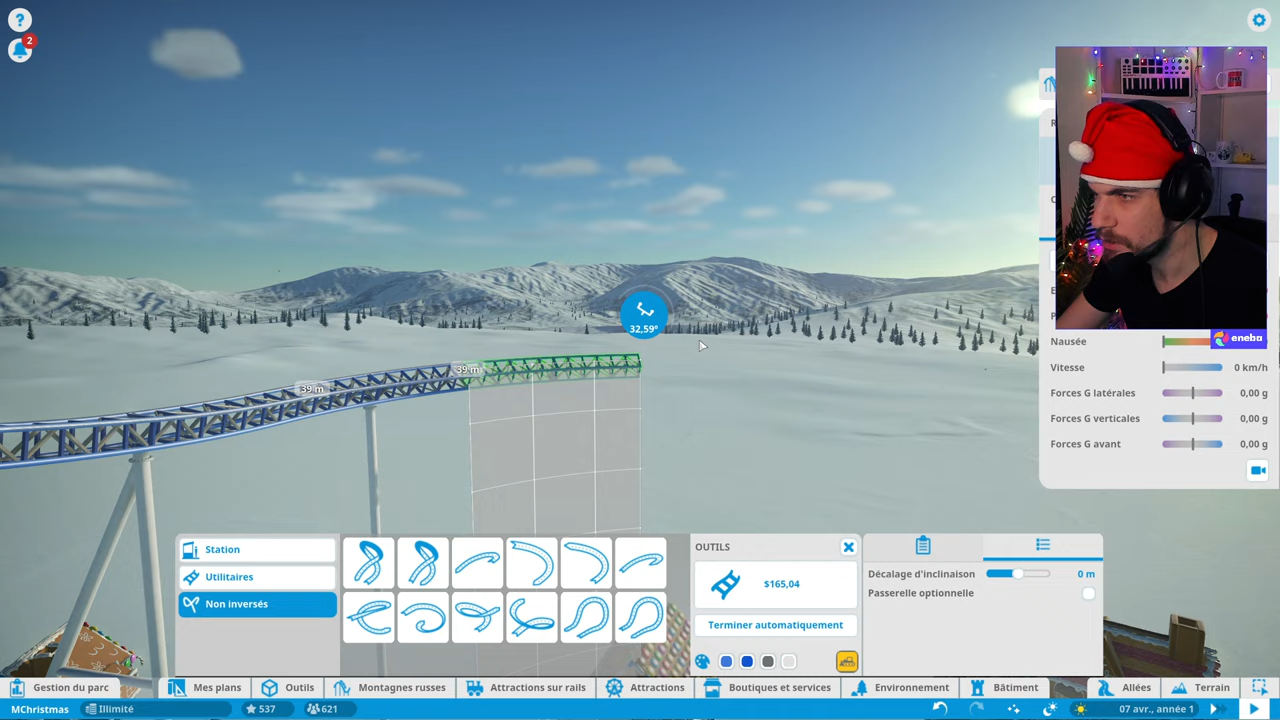 ?
2
eneba
32,59°
39 m
39 m
Nausée
Vitesse 0 km/h
Forces G latérales 0,00 g
Forces G verticales 0,00 g
Forces G avant 0,00 g
Station
Utilitaires
Non inversés
OUTILS
$165,04
Terminer automatiquement
Décalage d'inclinaison 0 m
Passerelle optionnelle
Gestion du parc Mes plans Outils Montagnes russes Attractions sur rails Attractions Boutiques et services Environnement Bâtiment Allées Terrain
MChristmas Illimité 537 621 07 avr., année 1